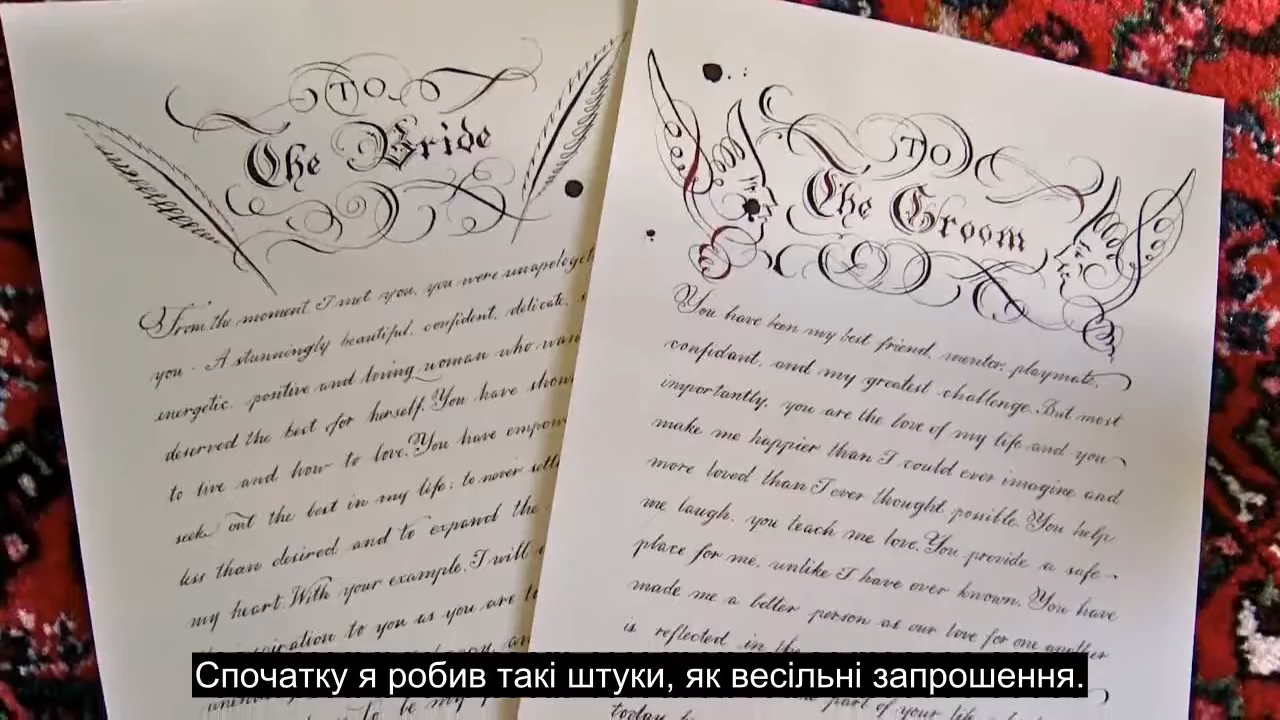 TO
The Bride
From the moment I met you, you were
you. A stunningly beautiful, confident, delicate,
energetic, positive and loving woman who
deserved the best for herself. You have
to live and how to love. You have
seek out the best in my life; to never
less than desired and to expand the
my heart. With your example, I will
to you as you are
TO
The Groom
You have been my best friend, mentor, playmate,
confidant, and my greatest challenge. But most
importantly, you are the love of my life and you
make me happier than I could ever imagine and
more loved than I ever thought possible. You help
me laugh, you teach me love. You provide a safe
place for me, unlike I have ever known. You have
made me a better person as our love for one another
is reflected in the
Спочатку я робив такі штуки, як весільні запрошення.